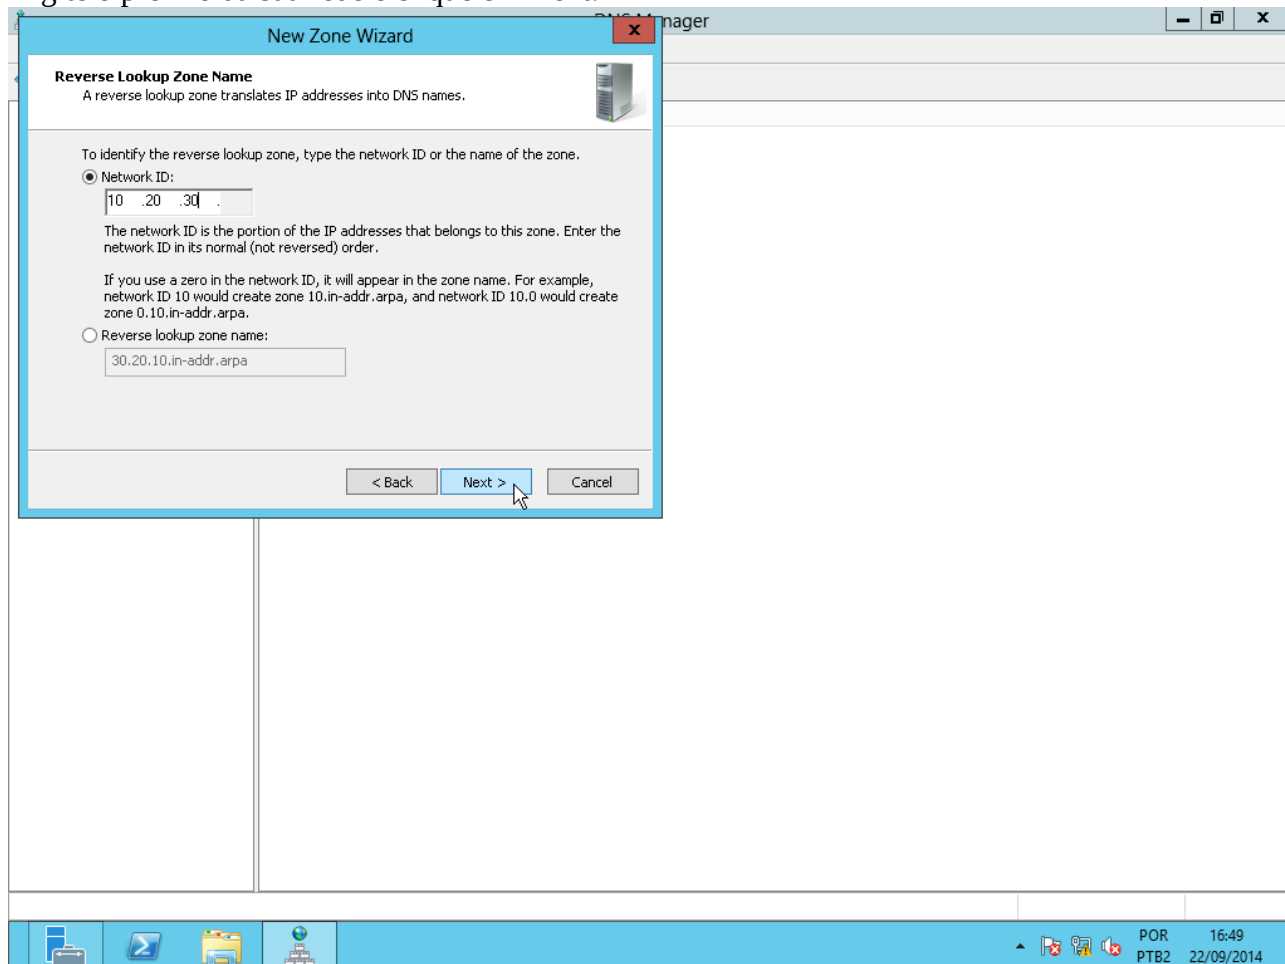 nager
New Zone Wizard
Reverse Lookup Zone Name
A reverse lookup zone translates IP addresses into DNS names.
To identify the reverse lookup zone, type the network ID or the name of the zone.
Network ID:
10 .20 .30 .
The network ID is the portion of the IP addresses that belongs to this zone. Enter the
network ID in its normal (not reversed) order.
If you use a zero in the network ID, it will appear in the zone name. For example,
network ID 10 would create zone 10.in-addr.arpa, and network ID 10.0 would create
zone 0.10.in-addr.arpa.
Reverse lookup zone name:
30.20.10.in-addr.arpa
< Back
Next >
Cancel
POR
PTB2
16:49
22/09/2014